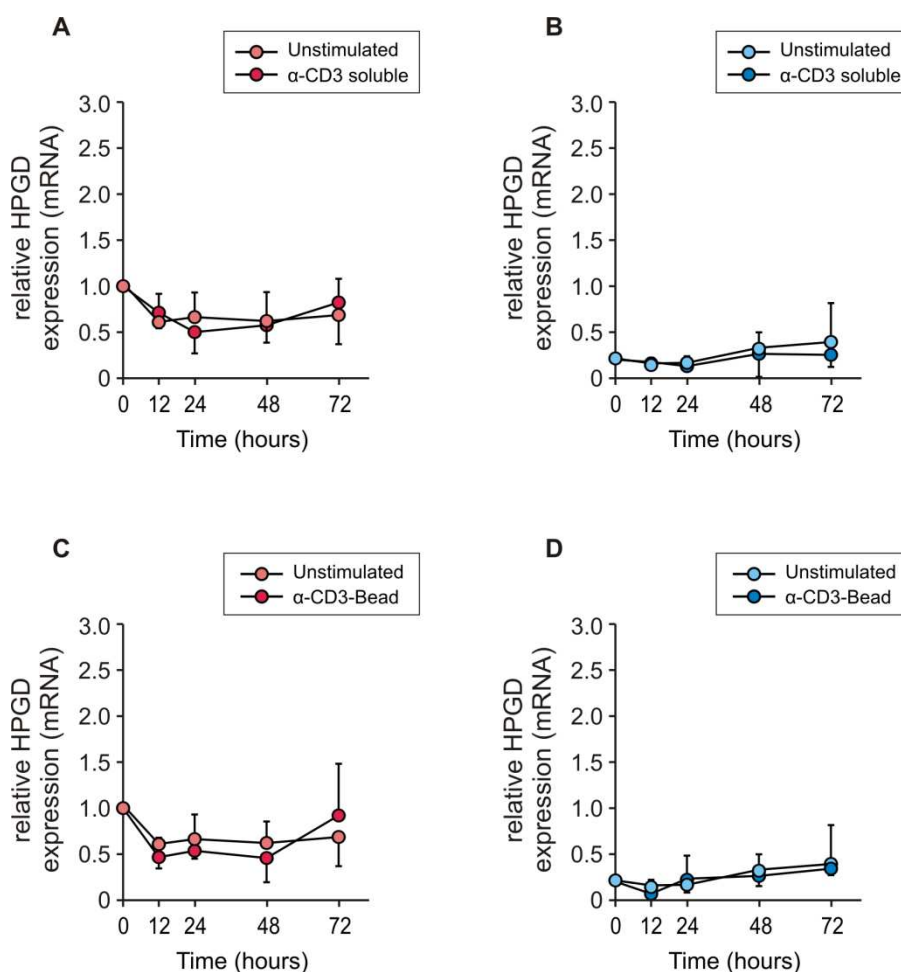 A
Unstimulated
α-CD3 soluble
relative HPGD
expression (mRNA)
3.0
2.5
2.0
1.5
1.0
0.5
0
0 12 24 48 72
Time (hours)
B
Unstimulated
α-CD3 soluble
relative HPGD
expression (mRNA)
3.0
2.5
2.0
1.5
1.0
0.5
0
0 12 24 48 72
Time (hours)
C
Unstimulated
α-CD3-Bead
relative HPGD
expression (mRNA)
3.0
2.5
2.0
1.5
1.0
0.5
0
0 12 24 48 72
Time (hours)
D
Unstimulated
α-CD3-Bead
relative HPGD
expression (mRNA)
3.0
2.5
2.0
1.5
1.0
0.5
0
0 12 24 48 72
Time (hours)